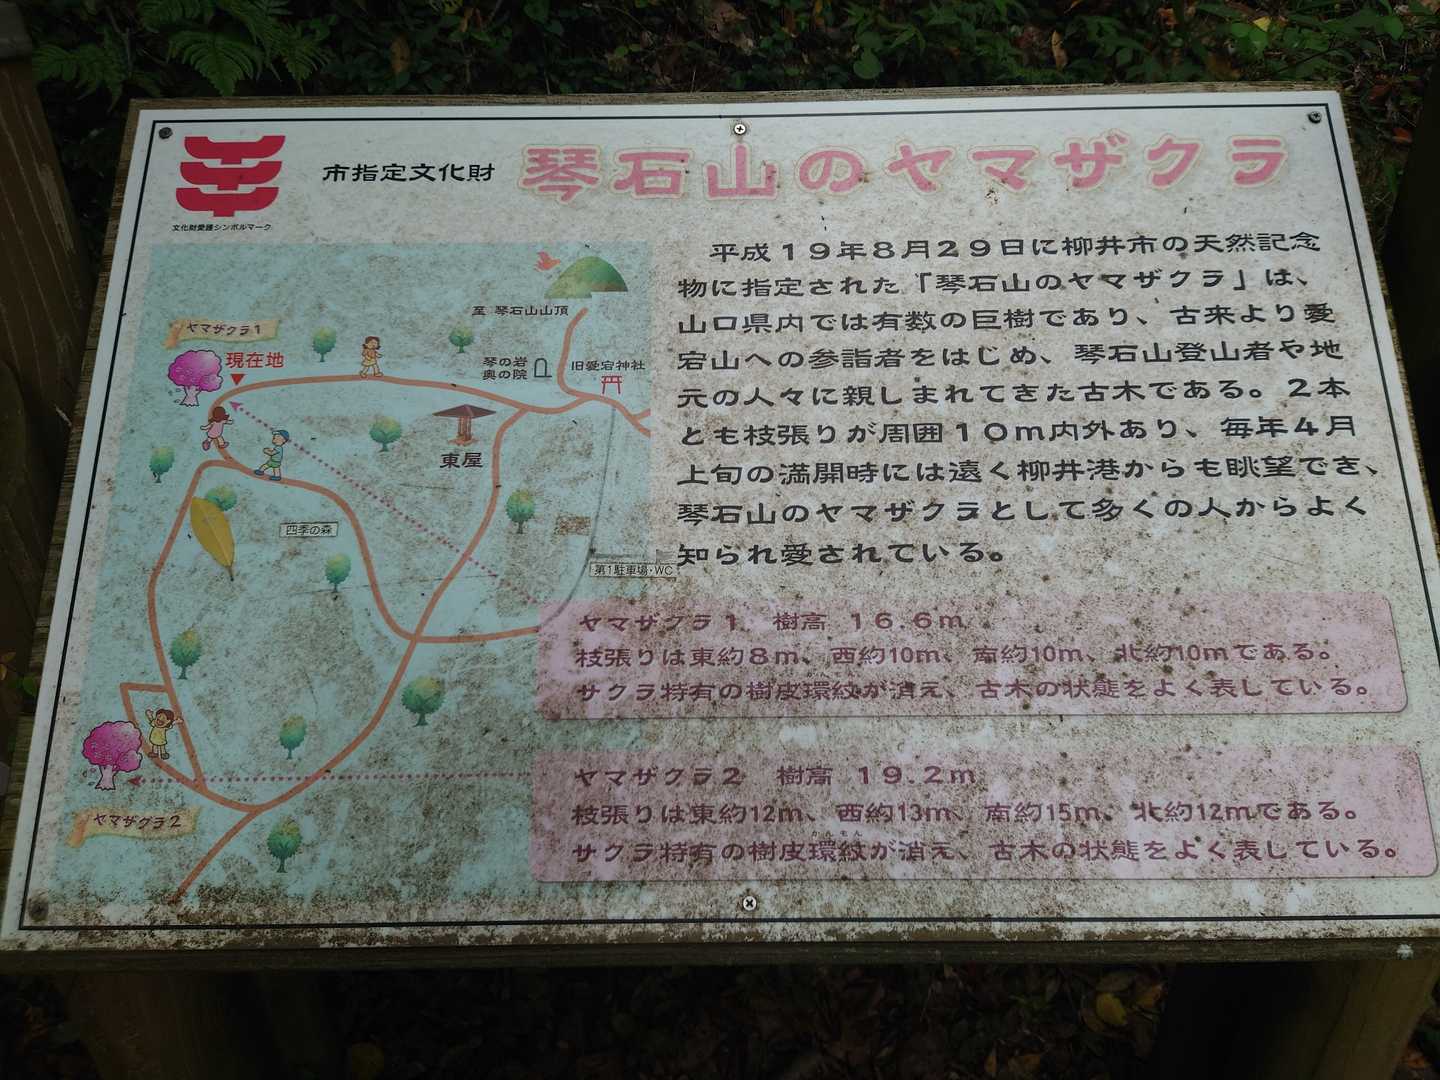 市指定文化財 琴石山のヤマザクラ
文化財愛護シンボルマーク
平成19年8月29日に柳井市の天然記念
物に指定された「琴石山のヤマザクラ」は、
山口県内では有数の巨樹であり、古来より愛
宕山への参詣者をはじめ、琴石山登山者や地
元の人々に親しまれてきた古木である。2本
とも枝張りが周囲10m内外あり、毎年4月
上旬の満開時には遠く柳井港からも眺望でき、
琴石山のヤマザクラとして多くの人からよく
知られ愛されている。
至 琴石山山頂
ヤマザクラ1
現在地
琴の岩
奥の院
旧愛宕神社
東屋
四季の森
第1駐車場・WC
ヤマザクラ2
ヤマザクラ1 樹高 16.6m
枝張りは東約8m、西約10m、南約10m、北約10mである。
サクラ特有の樹皮環紋が消え、古木の状態をよく表している。
ヤマザクラ2 樹高 19.2m
枝張りは東約12m、西約13m、南約15m、北約12mである。
かんもん
サクラ特有の樹皮環紋が消え、古木の状態をよく表している。